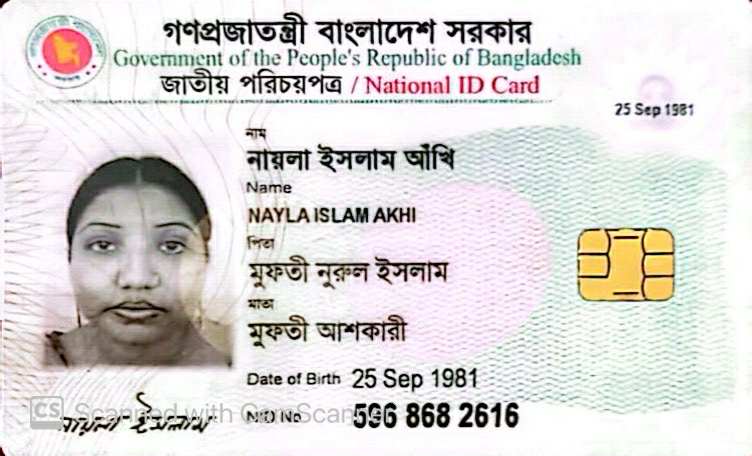 গণপ্রজাতন্ত্রী বাংলাদেশ সরকার
Government of the People's Republic of Bangladesh
জাতীয় পরিচয়পত্র / National ID Card
25 Sep 1981
নাম
নায়লা ইসলাম আঁখি
Name
NAYLA ISLAM AKHI
পিতা
মুফতী নুরুল ইসলাম
মাতা
মুফতী আশকারী
Date of Birth 25 Sep 1981
NID No 596 868 2616
নায়লা ইসলাম
CS Scanned with CamScanner